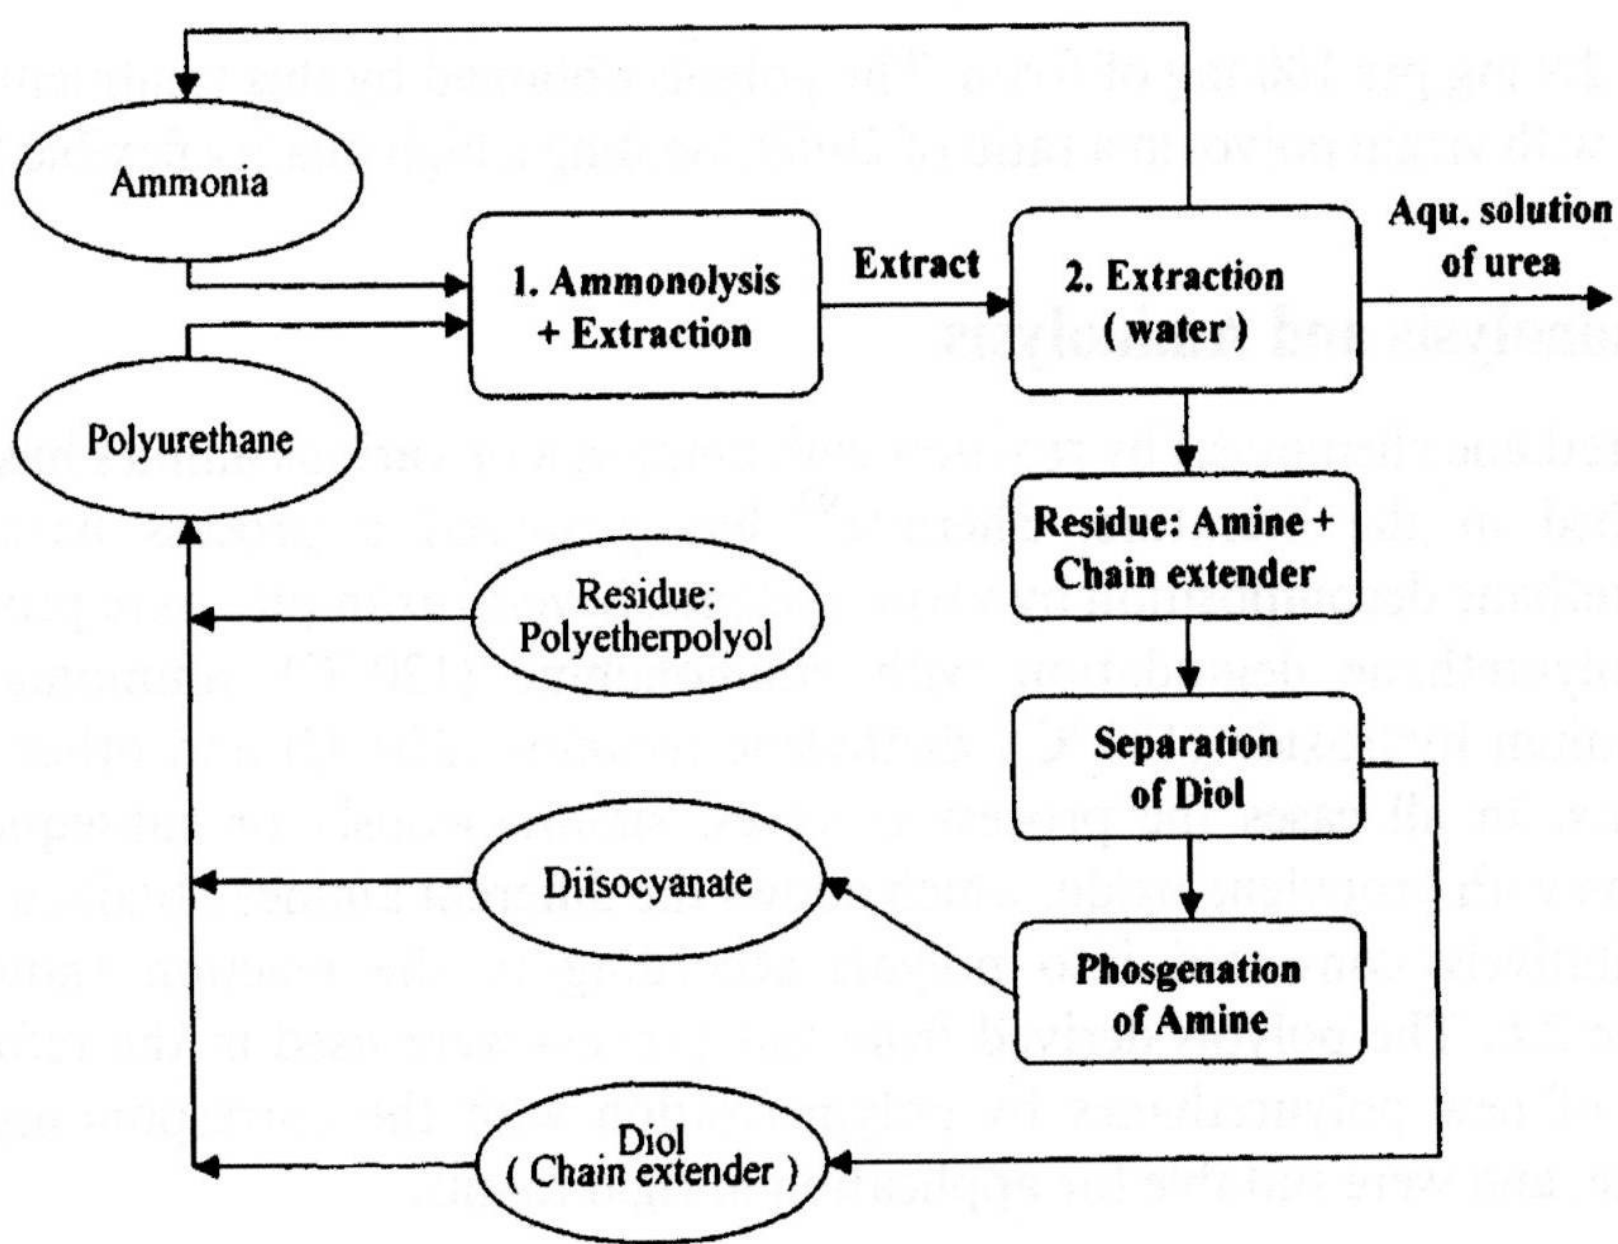 Ammonia
1. Ammonolysis
+ Extraction
Extract
2. Extraction
( water )
Aqu. solution
of urea
Polyurethane
Residue: Amine +
Chain extender
Residue:
Polyetherpolyol
Separation
of Diol
Diisocyanate
Phosgenation
of Amine
Diol
( Chain extender )